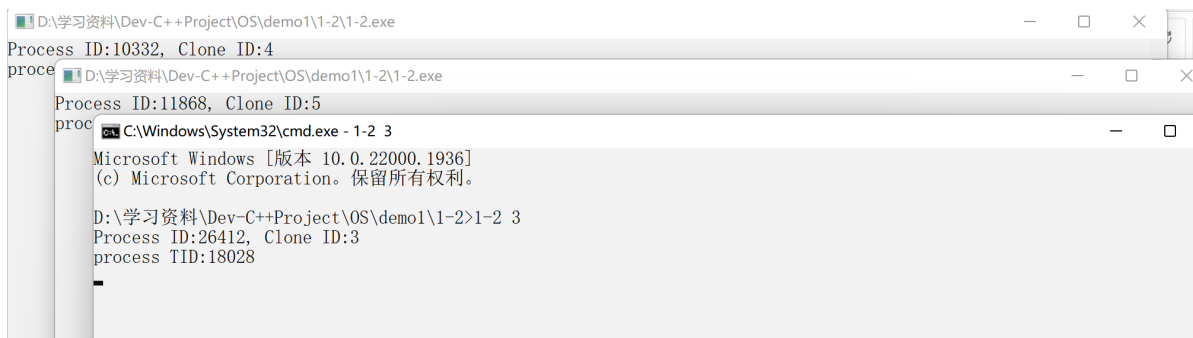 D:\学习资料\Dev-C++Project\OS\demo1\1-2\1-2.exe
Process ID:10332, Clone ID:4
proce
D:\学习资料\Dev-C++Project\OS\demo1\1-2\1-2.exe
Process ID:11868, Clone ID:5
proc
C:\Windows\System32\cmd.exe - 1-2  3
Microsoft Windows [版本 10.0.22000.1936]
(c) Microsoft Corporation。保留所有权利。
D:\学习资料\Dev-C++Project\OS\demo1\1-2>1-2 3
Process ID:26412, Clone ID:3
process TID:18028